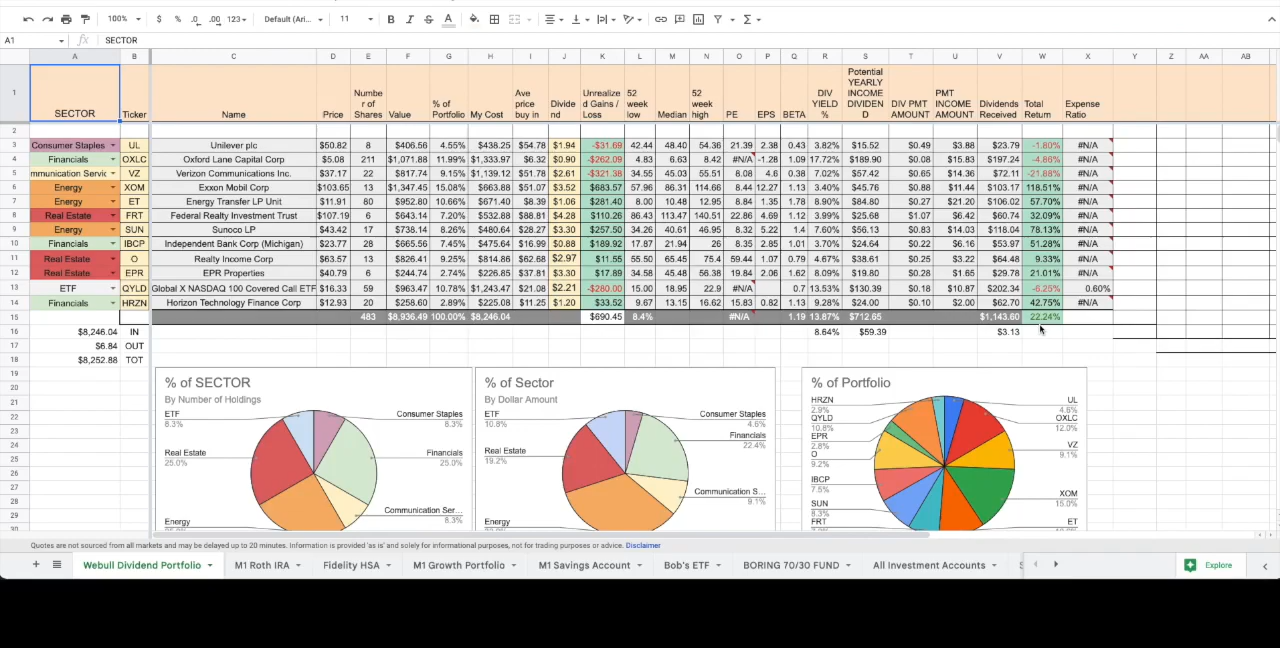 100% $ % .0 .00 123 Default (Ari... 11 B I S A
A1 fx SECTOR
A B C D E F G H I J K L M N O P Q R S T U V W X Y Z AA AB
1 SECTOR Ticker Name Price Number of Shares Value % of Portfolio My Cost Ave price buy in Dividend Unrealized Gains / Loss 52 week low Median 52 week high PE EPS BETA DIV YIELD % Potential YEARLY INCOME DIVIDEND DIV PMT AMOUNT PMT INCOME AMOUNT Dividends Received Total Return Expense Ratio
2
3 Consumer Staples UL Unilever plc $50.82 8 $406.56 4.55% $438.25 $54.78 $1.94 -$31.69 42.44 48.40 54.36 21.39 2.38 0.43 3.82% $15.52 $0.49 $3.88 $23.79 -1.80% #N/A
4 Financials OXLC Oxford Lane Capital Corp $5.08 211 $1,071.88 11.99% $1,333.97 $6.32 $0.90 -$262.09 4.83 6.63 8.42 #N/A -1.28 1.09 17.72% $189.90 $0.08 $15.83 $197.24 -4.86% #N/A
5 mmunication Servic VZ Verizon Communications Inc. $37.17 22 $817.74 9.15% $1,139.12 $51.78 $2.61 -$321.38 34.55 45.03 55.51 8.08 4.6 0.38 7.02% $57.42 $0.65 $14.36 $72.11 -21.88% #N/A
6 Energy XOM Exxon Mobil Corp $103.65 13 $1,347.45 15.08% $663.88 $51.07 $3.52 $683.57 57.96 86.31 114.66 8.44 12.27 1.13 3.40% $45.76 $0.88 $11.44 $103.17 118.51% #N/A
7 Energy ET Energy Transfer LP Unit $11.91 80 $952.80 10.66% $671.40 $8.39 $1.06 $281.40 8.00 10.48 12.95 8.84 1.35 1.78 8.90% $84.80 $0.27 $21.20 $106.02 57.70% #N/A
8 Real Estate FRT Federal Realty Investment Trust $107.19 6 $643.14 7.20% $532.88 $88.81 $4.28 $110.26 86.43 113.47 140.51 22.86 4.69 1.12 3.99% $25.68 $1.07 $6.42 $60.74 32.09% #N/A
9 Energy SUN Sunoco LP $43.42 17 $738.14 8.26% $480.64 $28.27 $3.30 $257.50 34.26 40.61 46.95 8.32 5.22 1.4 7.60% $56.13 $0.83 $14.03 $118.04 78.13% #N/A
10 Financials IBCP Independent Bank Corp (Michigan) $23.77 28 $665.56 7.45% $475.64 $16.99 $0.88 $189.92 17.87 21.94 26 8.35 2.85 1.01 3.70% $24.64 $0.22 $6.16 $53.97 51.28% #N/A
11 Real Estate O Realty Income Corp $63.57 13 $826.41 9.25% $814.86 $62.68 $2.97 $11.55 55.50 65.45 75.4 59.44 1.07 0.79 4.67% $38.61 $0.25 $3.22 $64.48 9.33% #N/A
12 Real Estate EPR EPR Properties $40.79 6 $244.74 2.74% $226.85 $37.81 $3.30 $17.89 34.58 45.48 56.38 19.84 2.06 1.62 8.09% $19.80 $0.28 $1.65 $29.78 21.01% #N/A
13 ETF QYLD Global X NASDAQ 100 Covered Call ETF $16.33 59 $963.47 10.78% $1,243.47 $21.08 $2.21 -$280.00 15.00 18.95 22.9 #N/A 0.7 13.53% $130.39 $0.18 $10.87 $202.34 -6.25% 0.60%
14 Financials HRZN Horizon Technology Finance Corp $12.93 20 $258.60 2.89% $225.08 $11.25 $1.20 $33.52 9.67 13.15 16.62 15.83 0.82 1.13 9.28% $24.00 $0.10 $2.00 $62.70 42.75% #N/A
15 483 $8,936.49 100.00% $8,246.04 $690.45 8.4% #N/A 1.19 13.87% $712.65 $1,143.60 22.24%
16 $8,246.04 IN 8.64% $59.39 $3.13
17 $6.84 OUT
18 $8,252.88 TOT
19
20
21
22
23
24
25
26
27
28
29
30
% of SECTOR
By Number of Holdings
ETF
8.3%
Consumer Staples
8.3%
Real Estate
25.0%
Financials
25.0%
Communication Ser...
8.3%
Energy
% of Sector
By Dollar Amount
ETF
10.8%
Consumer Staples
4.6%
Financials
22.4%
Real Estate
19.2%
Communication S...
9.1%
Energy
% of Portfolio
HRZN
2.9%
QYLD
10.8%
EPR
2.8%
O
9.2%
IBCP
7.5%
SUN
8.3%
FRT
UL
4.6%
OXLC
12.0%
VZ
9.1%
XOM
15.0%
ET
Quotes are not sourced from all markets and may be delayed up to 20 minutes. Information is provided 'as is' and solely for informational purposes, not for trading purposes or advice. Disclaimer
Webull Dividend Portfolio M1 Roth IRA Fidelity HSA M1 Growth Portfolio M1 Savings Account Bob's ETF BORING 70/30 FUND All Investment Accounts Explore